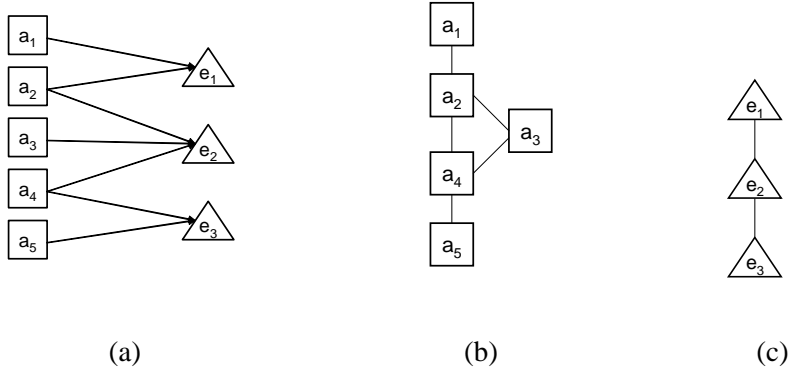 a₁
a₂
a₃
a₄
a₅
e₁
e₂
e₃
a₁
a₂
a₃
a₄
a₅
e₁
e₂
e₃
(a)
(b)
(c)